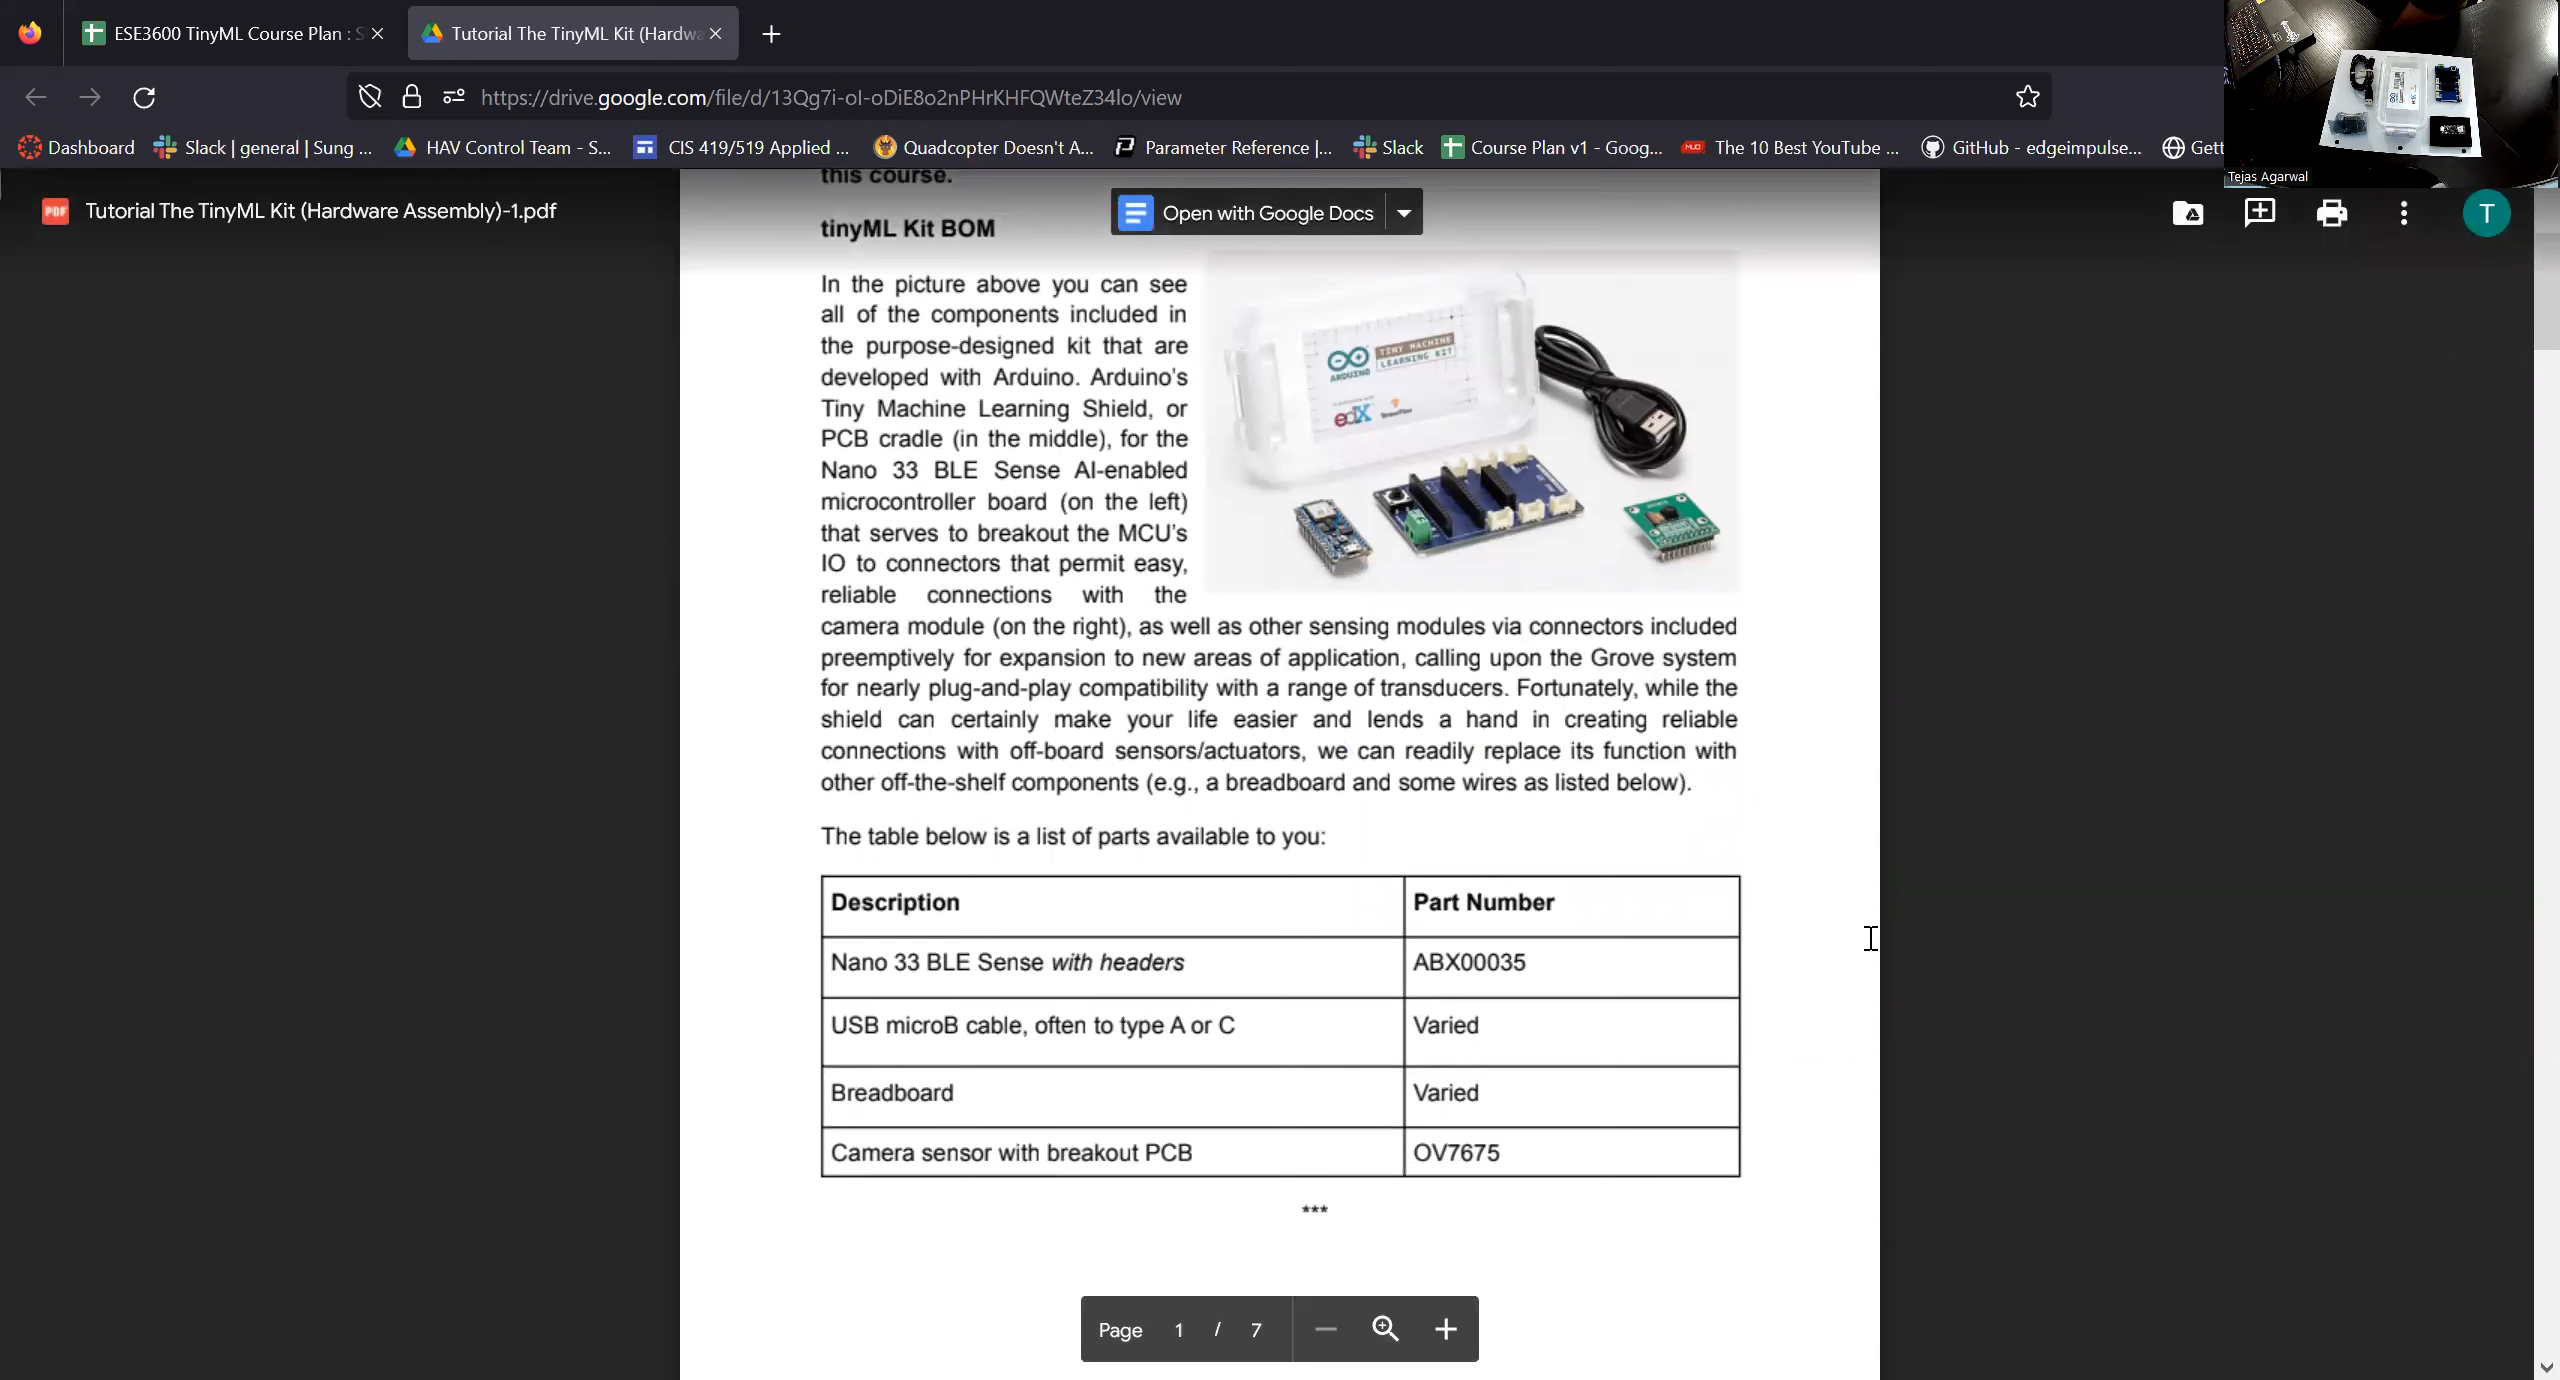 ESE3600 TinyML Course Plan : S
Tutorial The TinyML Kit (Hardwa
https://drive.google.com/file/d/13Qg7i-oI-oDiE8o2nPHrKHFQWteZ34lo/view
Dashboard
Slack | general | Sung ...
HAV Control Team - S...
CIS 419/519 Applied ...
Quadcopter Doesn't A...
Parameter Reference |...
Slack
Course Plan v1 - Goog...
MUO
The 10 Best YouTube ...
GitHub - edgeimpulse...
Gett
Tejas Agarwal
PDF
Tutorial The TinyML Kit (Hardware Assembly)-1.pdf
Open with Google Docs
T
this course.
tinyML Kit BOM
In the picture above you can see
all of the components included in
the purpose-designed kit that are
developed with Arduino. Arduino's
Tiny Machine Learning Shield, or
PCB cradle (in the middle), for the
Nano 33 BLE Sense AI-enabled
microcontroller board (on the left)
that serves to breakout the MCU's
IO to connectors that permit easy,
reliable connections with the
ARDUINO
TINY MACHINE
LEARNING KIT
edX
camera module (on the right), as well as other sensing modules via connectors included
preemptively for expansion to new areas of application, calling upon the Grove system
for nearly plug-and-play compatibility with a range of transducers. Fortunately, while the
shield can certainly make your life easier and lends a hand in creating reliable
connections with off-board sensors/actuators, we can readily replace its function with
other off-the-shelf components (e.g., a breadboard and some wires as listed below).
The table below is a list of parts available to you:
Description Part Number
Nano 33 BLE Sense with headers ABX00035
USB microB cable, often to type A or C Varied
Breadboard Varied
Camera sensor with breakout PCB OV7675
***
Page 1 / 7